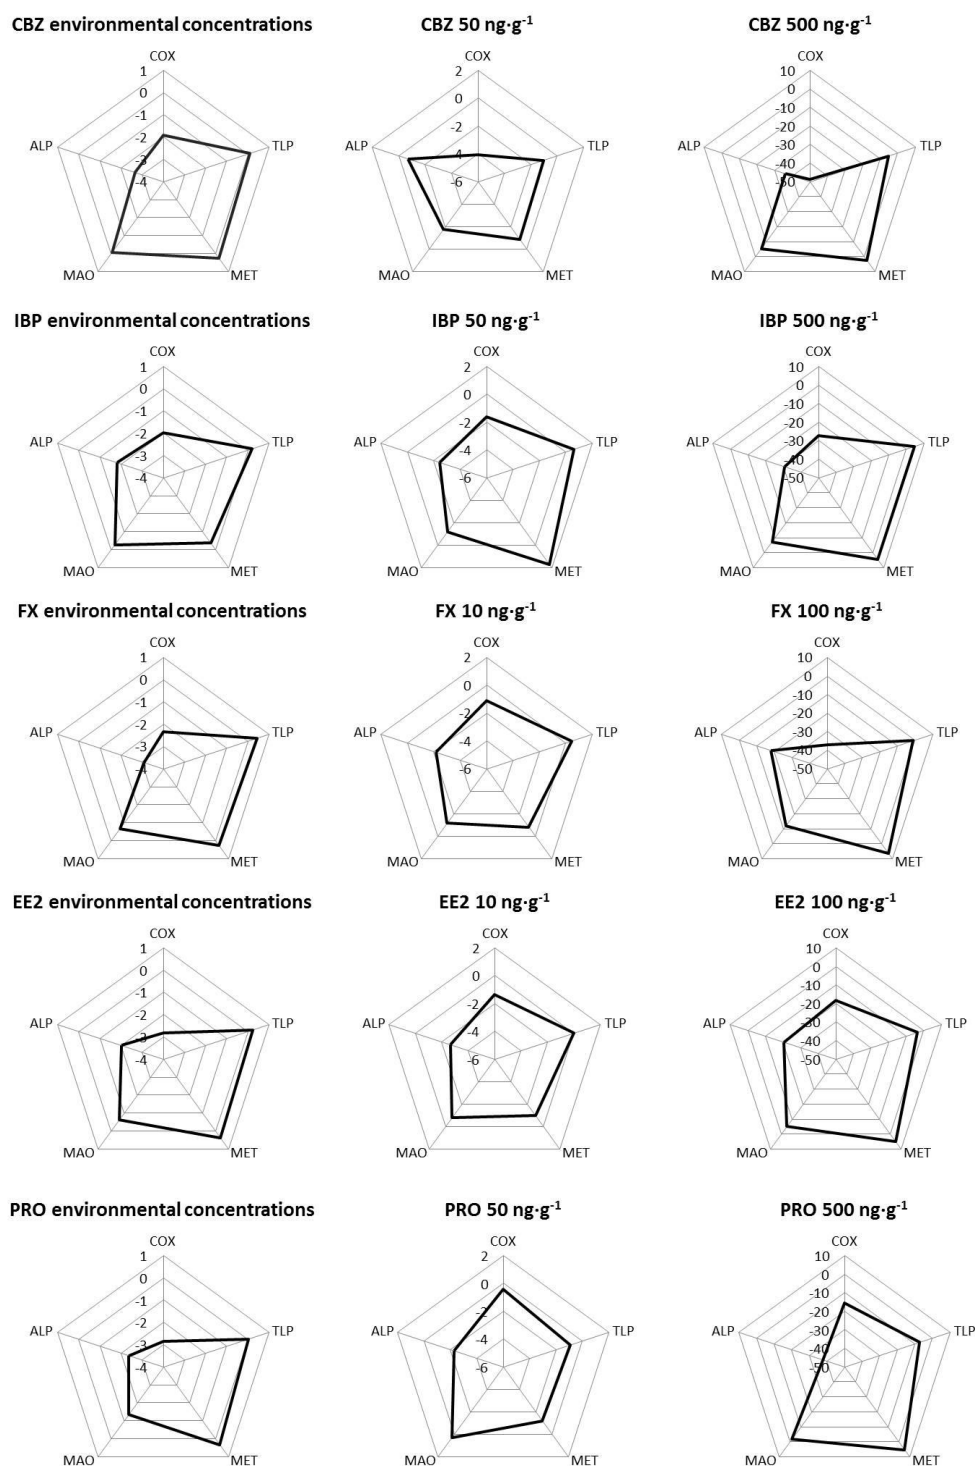 CBZ environmental concentrations
COX
1
0
-1
-2
-3
-4
ALP
TLP
MAO
MET
CBZ 50 ng·g⁻¹
COX
2
0
-2
-4
-6
ALP
TLP
MAO
MET
CBZ 500 ng·g⁻¹
COX
10
0
-10
-20
-30
-40
-50
ALP
TLP
MAO
MET
IBP environmental concentrations
COX
1
0
-1
-2
-3
-4
ALP
TLP
MAO
MET
IBP 50 ng·g⁻¹
COX
2
0
-2
-4
-6
ALP
TLP
MAO
MET
IBP 500 ng·g⁻¹
COX
10
0
-10
-20
-30
-40
-50
ALP
TLP
MAO
MET
FX environmental concentrations
COX
1
0
-1
-2
-3
-4
ALP
TLP
MAO
MET
FX 10 ng·g⁻¹
COX
2
0
-2
-4
-6
ALP
TLP
MAO
MET
FX 100 ng·g⁻¹
COX
10
0
-10
-20
-30
-40
-50
ALP
TLP
MAO
MET
EE2 environmental concentrations
COX
1
0
-1
-2
-3
-4
ALP
TLP
MAO
MET
EE2 10 ng·g⁻¹
COX
2
0
-2
-4
-6
ALP
TLP
MAO
MET
EE2 100 ng·g⁻¹
COX
10
0
-10
-20
-30
-40
-50
ALP
TLP
MAO
MET
PRO environmental concentrations
COX
1
0
-1
-2
-3
-4
ALP
TLP
MAO
MET
PRO 50 ng·g⁻¹
COX
2
0
-2
-4
-6
ALP
TLP
MAO
MET
PRO 500 ng·g⁻¹
COX
10
0
-10
-20
-30
-40
-50
ALP
TLP
MAO
MET